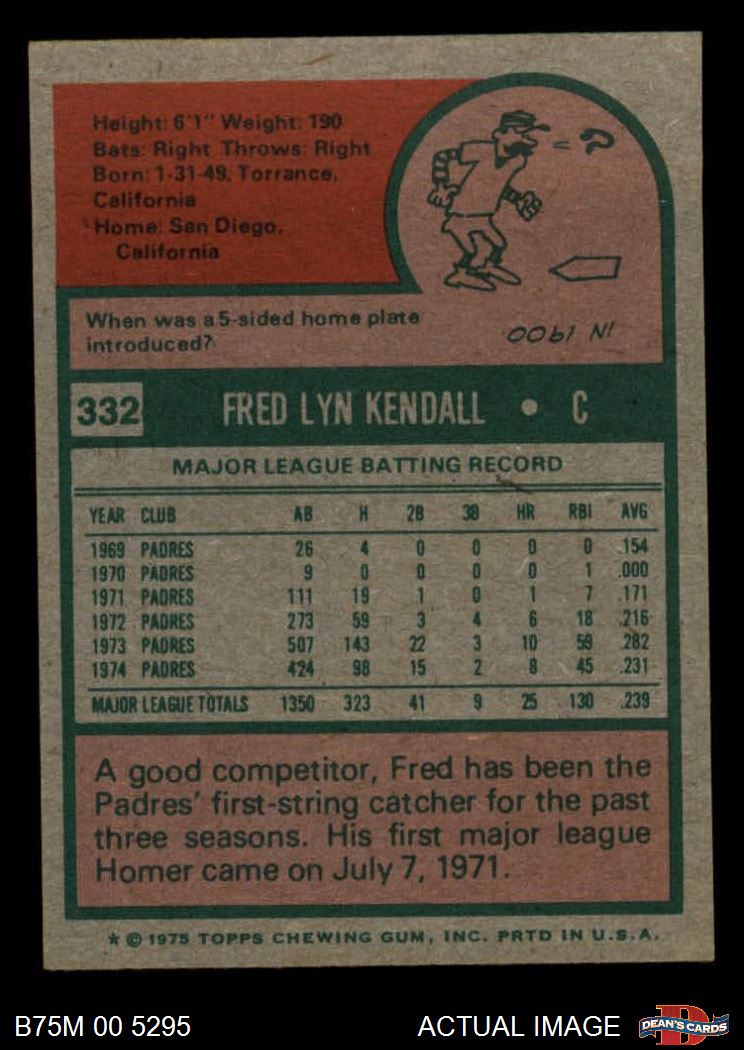 Height: 6'1" Weight: 190
Bats: Right Throws: Right
Born: 1-31-49, Torrance,
California
Home: San Diego,
California
= ?
When was a 5-sided home plate
introduced?
IN 1900
332 FRED LYN KENDALL • C
MAJOR LEAGUE BATTING RECORD
YEAR CLUB AB H 2B 3B HR RBI AVG
1969 PADRES 26 4 0 0 0 0 .154
1970 PADRES 9 0 0 0 0 1 .000
1971 PADRES 111 19 1 0 1 7 .171
1972 PADRES 273 59 3 4 6 18 .216
1973 PADRES 507 143 22 3 10 59 .282
1974 PADRES 424 98 15 2 8 45 .231
MAJOR LEAGUE TOTALS 1350 323 41 9 25 130 .239
A good competitor, Fred has been the
Padres' first-string catcher for the past
three seasons. His first major league
Homer came on July 7, 1971.
* © 1975 TOPPS CHEWING GUM, INC. PRTD IN U.S.A.
B75M 00 5295 ACTUAL IMAGE D DEAN'S CARDS